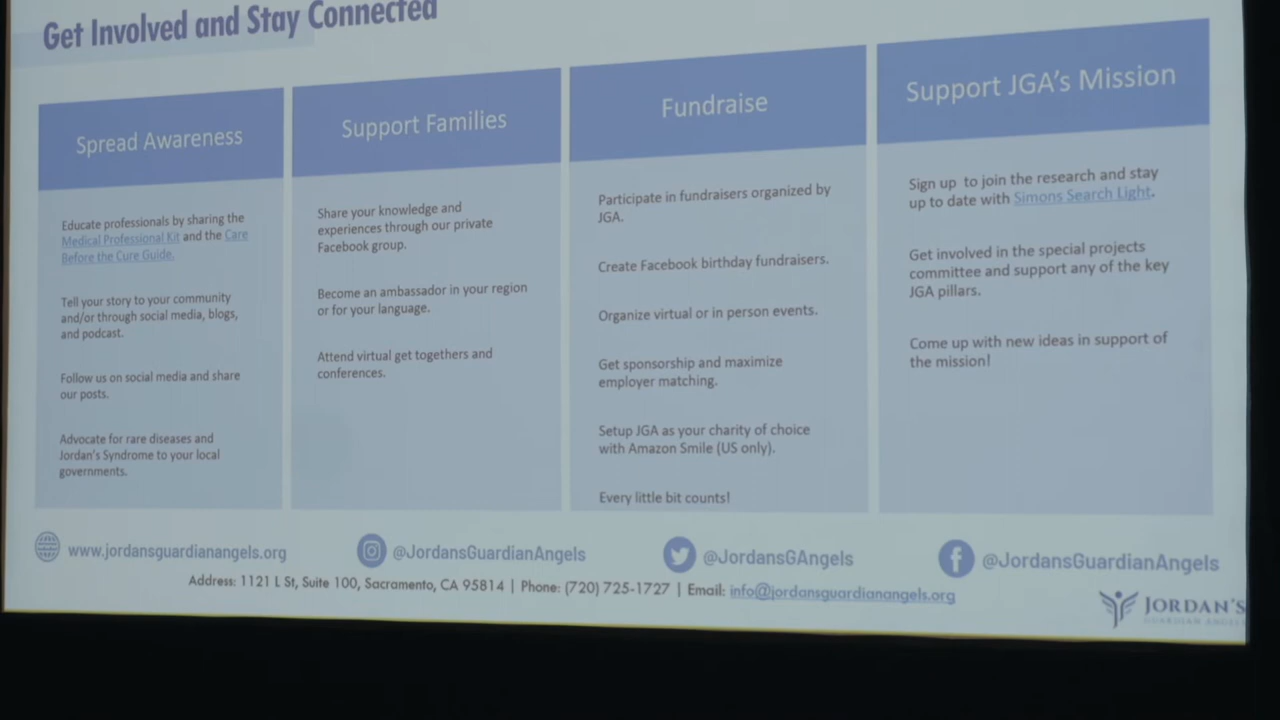 Get Involved and Stay Connected
Spread Awareness
Educate professionals by sharing the
Medical Professional Kit and the Care
Before the Cure Guide.
Tell your story to your community
and/or through social media, blogs,
and podcast.
Follow us on social media and share
our posts.
Advocate for rare diseases and
Jordan's Syndrome to your local
governments.
Support Families
Share your knowledge and
experiences through our private
Facebook group.
Become an ambassador in your region
or for your language.
Attend virtual get togethers and
conferences.
Fundraise
Participate in fundraisers organized by
JGA.
Create Facebook birthday fundraisers.
Organize virtual or in person events.
Get sponsorship and maximize
employer matching.
Setup JGA as your charity of choice
with Amazon Smile (US only).
Every little bit counts!
Support JGA's Mission
Sign up to join the research and stay
up to date with Simons Search Light.
Get involved in the special projects
committee and support any of the key
JGA pillars.
Come up with new ideas in support of
the mission!
www.jordansguardianangels.org
@JordansGuardianAngels
@JordansGAngels
@JordansGuardianAngels
Address: 1121 L St, Suite 100, Sacramento, CA 95814 | Phone: (720) 725-1727 | Email: info@jordansguardianangels.org
JORDAN'S
GUARDIAN ANGELS